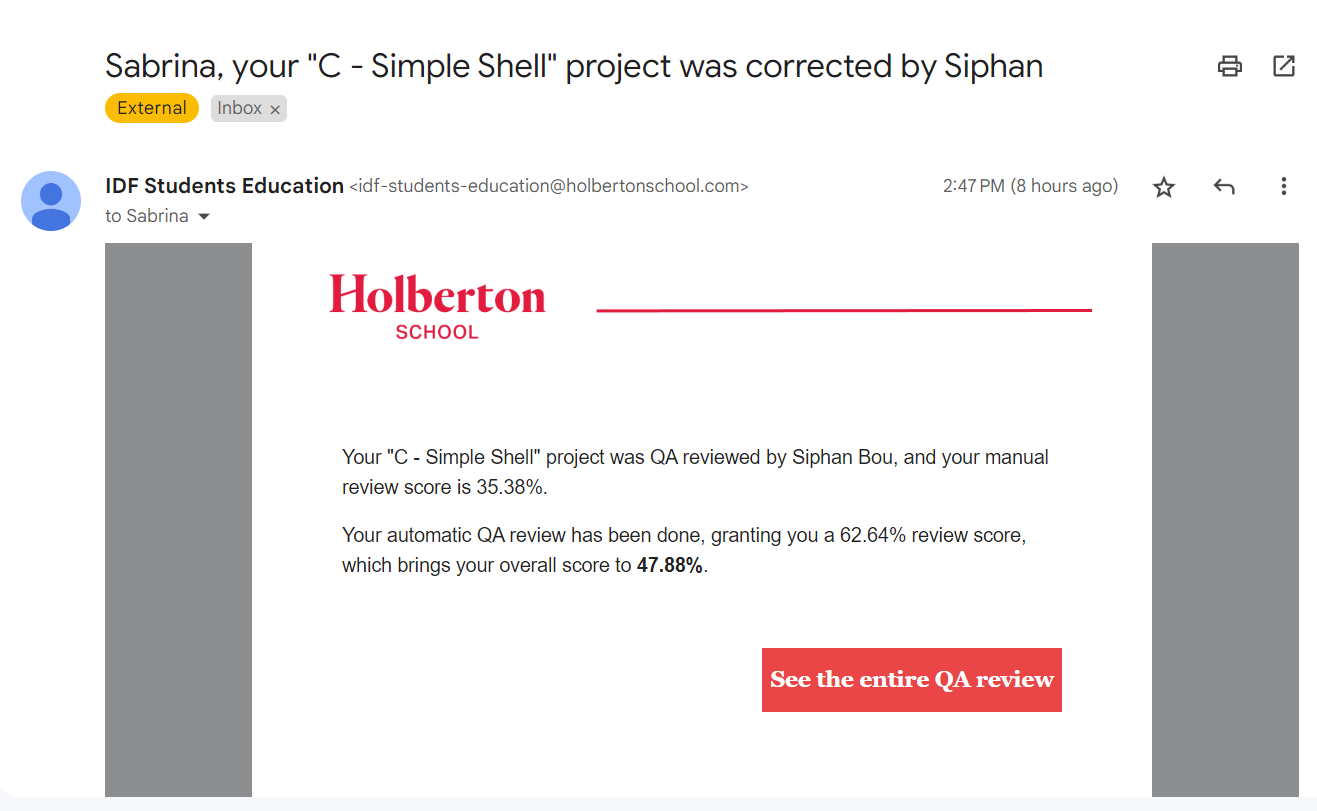 Sabrina, your "C - Simple Shell" project was corrected by Siphan
External Inbox ×
IDF Students Education <idf-students-education@holbertonschool.com> 2:47 PM (8 hours ago)
to Sabrina
Holberton
SCHOOL
Your "C - Simple Shell" project was QA reviewed by Siphan Bou, and your manual
review score is 35.38%.
Your automatic QA review has been done, granting you a 62.64% review score,
which brings your overall score to 47.88%.
See the entire QA review